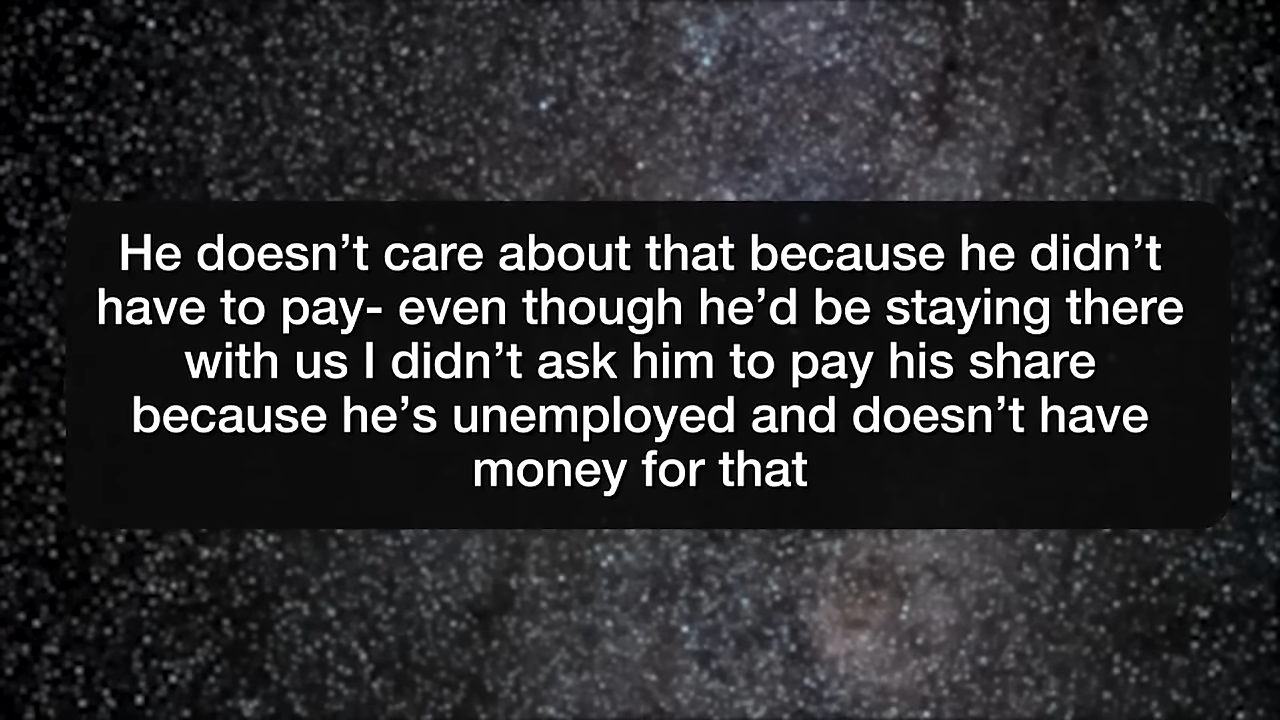 He doesn’t care about that because he didn’t
have to pay- even though he’d be staying there
with us I didn’t ask him to pay his share
because he’s unemployed and doesn’t have
money for that